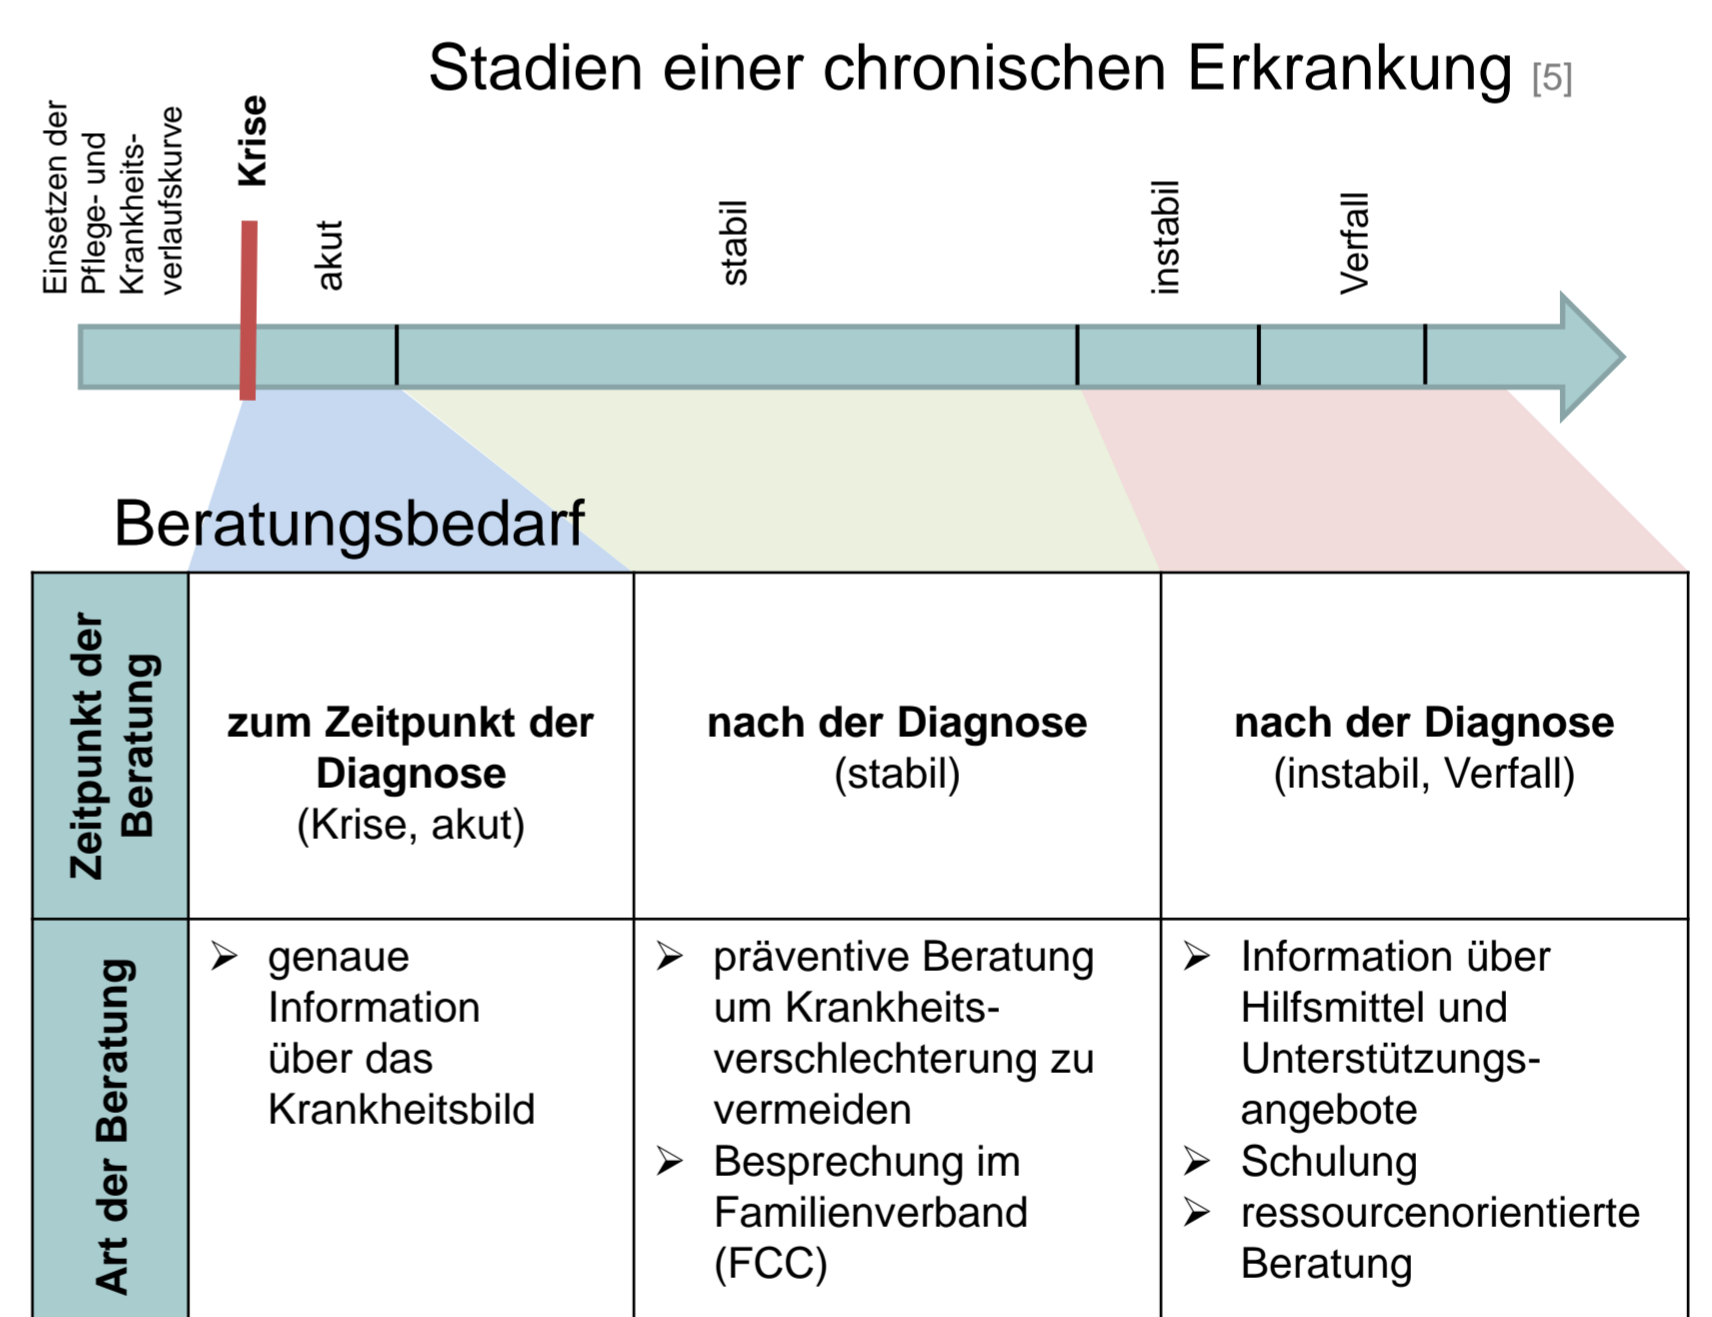 Stadien einer chronischen Erkrankung [5]
Einsetzen der
Pflege- und
Krankheits-
verlaufskurve
Krise
akut
stabil
instabil
Verfall
Beratungsbedarf
Zeitpunkt der
Beratung
zum Zeitpunkt der
Diagnose
(Krise, akut)
nach der Diagnose
(stabil)
nach der Diagnose
(instabil, Verfall)
Art der Beratung
➢ genaue
Information
über das
Krankheitsbild
➢ präventive Beratung
um Krankheits-
verschlechterung zu
vermeiden
➢ Besprechung im
Familienverband
(FCC)
➢ Information über
Hilfsmittel und
Unterstützungs-
angebote
➢ Schulung
➢ ressourcenorientierte
Beratung